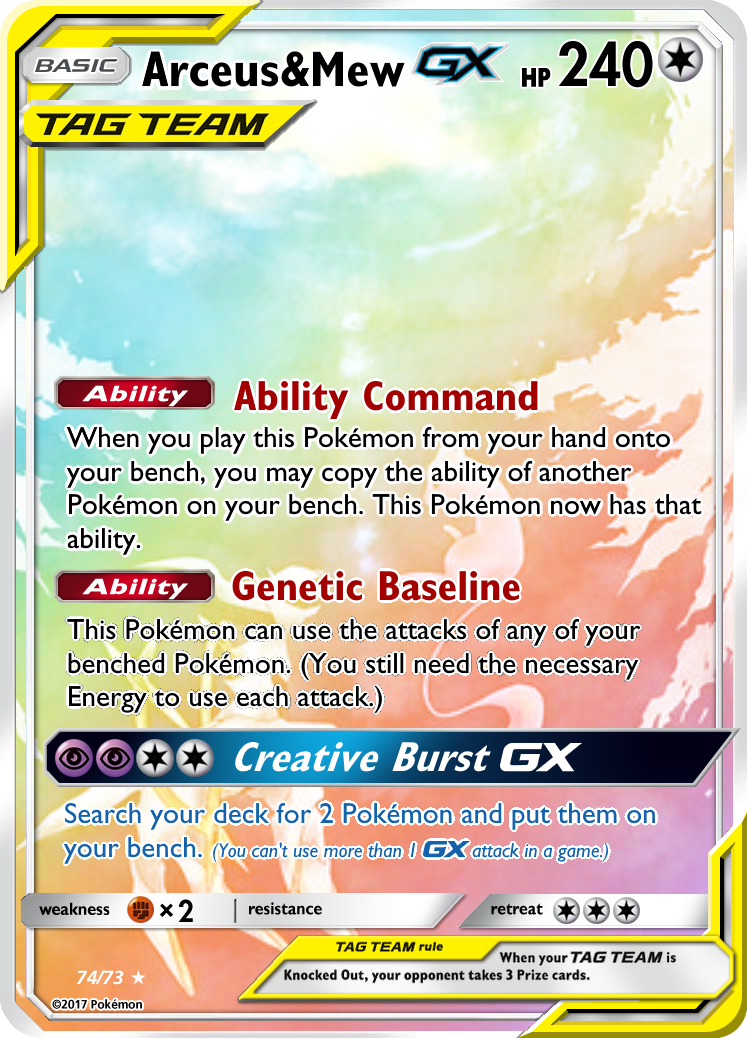 BASIC Arceus&Mew GX HP 240
TAG TEAM
Ability Ability Command
When you play this Pokémon from your hand onto
your bench, you may copy the ability of another
Pokémon on your bench. This Pokémon now has that
ability.
Ability Genetic Baseline
This Pokémon can use the attacks of any of your
benched Pokémon. (You still need the necessary
Energy to use each attack.)
Creative Burst GX
Search your deck for 2 Pokémon and put them on
your bench. (You can't use more than 1 GX attack in a game.)
weakness ×2 resistance retreat
TAG TEAM rule When your TAG TEAM is
Knocked Out, your opponent takes 3 Prize cards.
74/73 ★
©2017 Pokémon